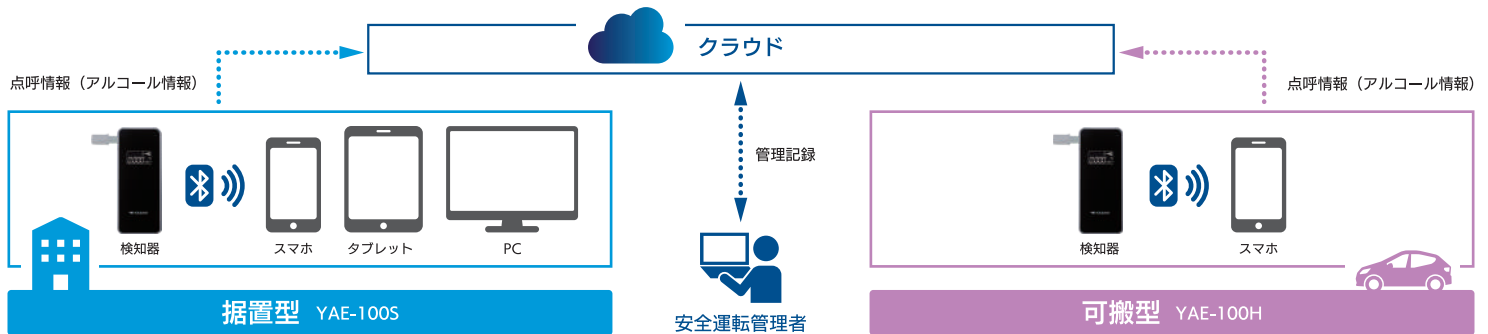 クラウド
点呼情報（アルコール情報）
点呼情報（アルコール情報）
管理記録
検知器
スマホ
タブレット
PC
検知器
スマホ
据置型 YAE-100S
安全運転管理者
可搬型 YAE-100H